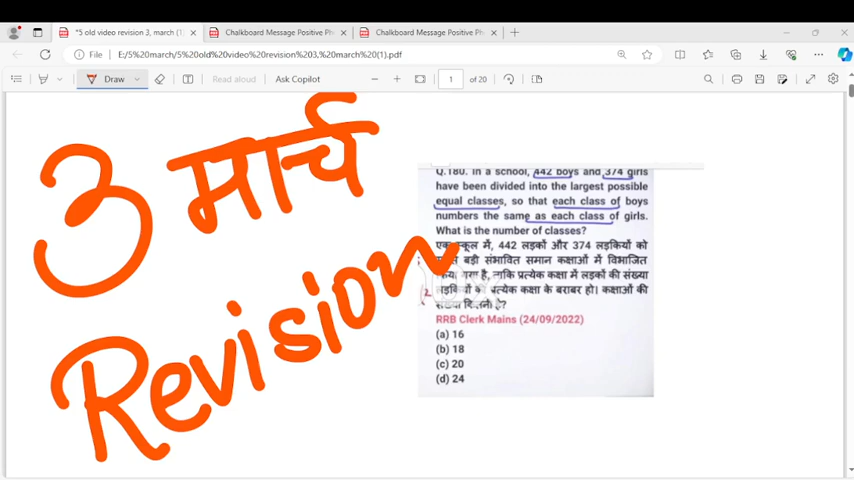 *5 old video revision 3, march (1)
Chalkboard Message Positive Ph
Chalkboard Message Positive Ph
File
E:/5%20march/5%20old%20video%20revision%203,%20march%20(1).pdf
Draw
Read aloud
Ask Copilot
1
of 20
3 मार्च
Revision
Q.180. In a school, 442 boys and 374 girls
have been divided into the largest possible
equal classes, so that each class of boys
numbers the same as each class of girls.
What is the number of classes?
एक स्कूल में, 442 लड़कों और 374 लड़कियों को
बड़ी संभावित समान कक्षाओं में विभाजित
गया है, ताकि प्रत्येक कक्षा में लड़कों की संख्या
लड़कियों प्रत्येक कक्षा के बराबर हो। कक्षाओं की
संख्या कितनी है?
RRB Clerk Mains (24/09/2022)
(a) 16
(b) 18
(c) 20
(d) 24